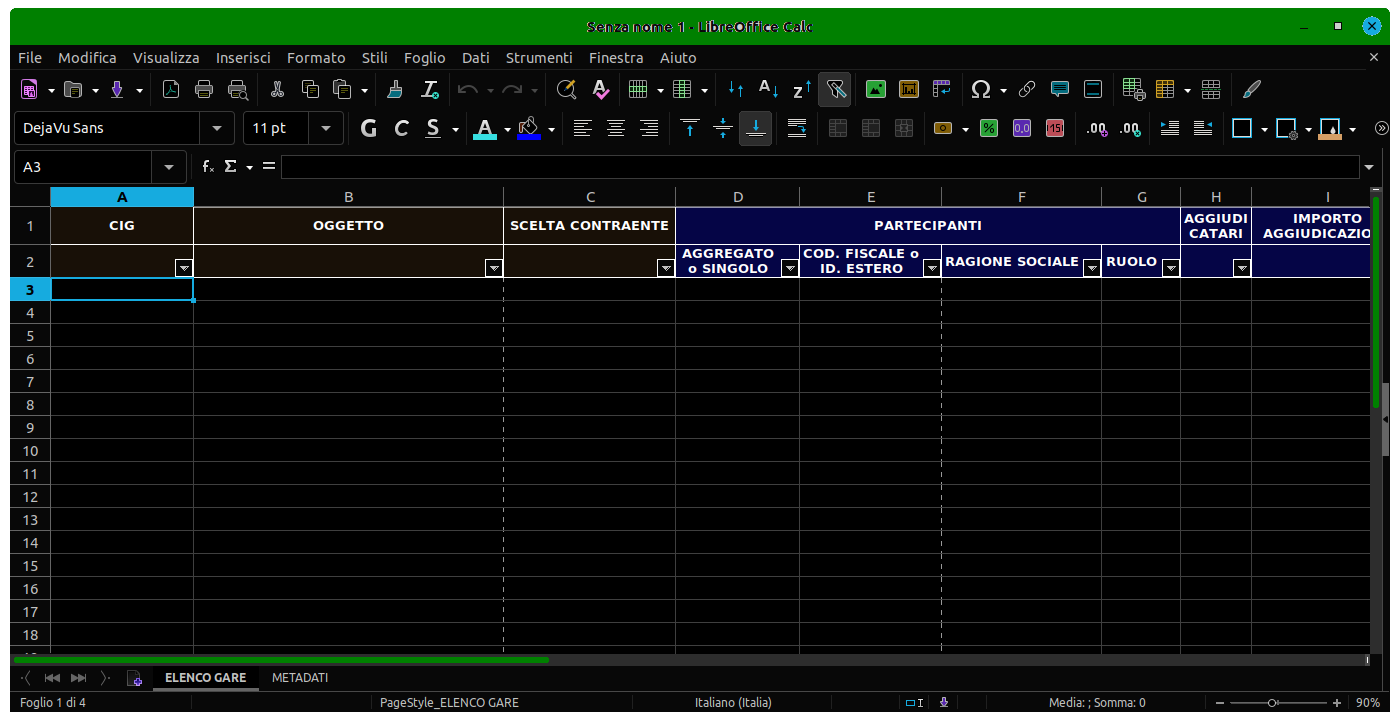 Senza nome 1 - LibreOffice Calc
File Modifica Visualizza Inserisci Formato Stili Foglio Dati Strumenti Finestra Aiuto
DejaVu Sans 11 pt G C S A
A3
A B C D E F G H I
1 CIG OGGETTO SCELTA CONTRAENTE PARTECIPANTI AGGIUDI IMPORTO
CATARI AGGIUDICAZIO
2 AGGREGATO COD. FISCALE o RAGIONE SOCIALE RUOLO
o SINGOLO ID. ESTERO
3
4
5
6
7
8
9
10
11
12
13
14
15
16
17
18
ELENCO GARE METADATI
Foglio 1 di 4 PageStyle_ELENCO GARE Italiano (Italia) Media: ; Somma: 0 90%